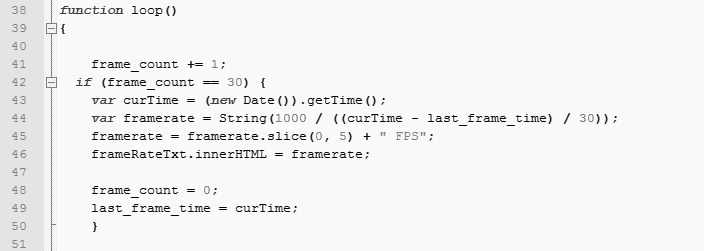 38 function loop()
39 {
40
41 frame_count += 1;
42 if (frame_count == 30) {
43 var curTime = (new Date()).getTime();
44 var framerate = String(1000 / ((curTime - last_frame_time) / 30));
45 framerate = framerate.slice(0, 5) + " FPS";
46 frameRateTxt.innerHTML = framerate;
47
48 frame_count = 0;
49 last_frame_time = curTime;
50 }
51